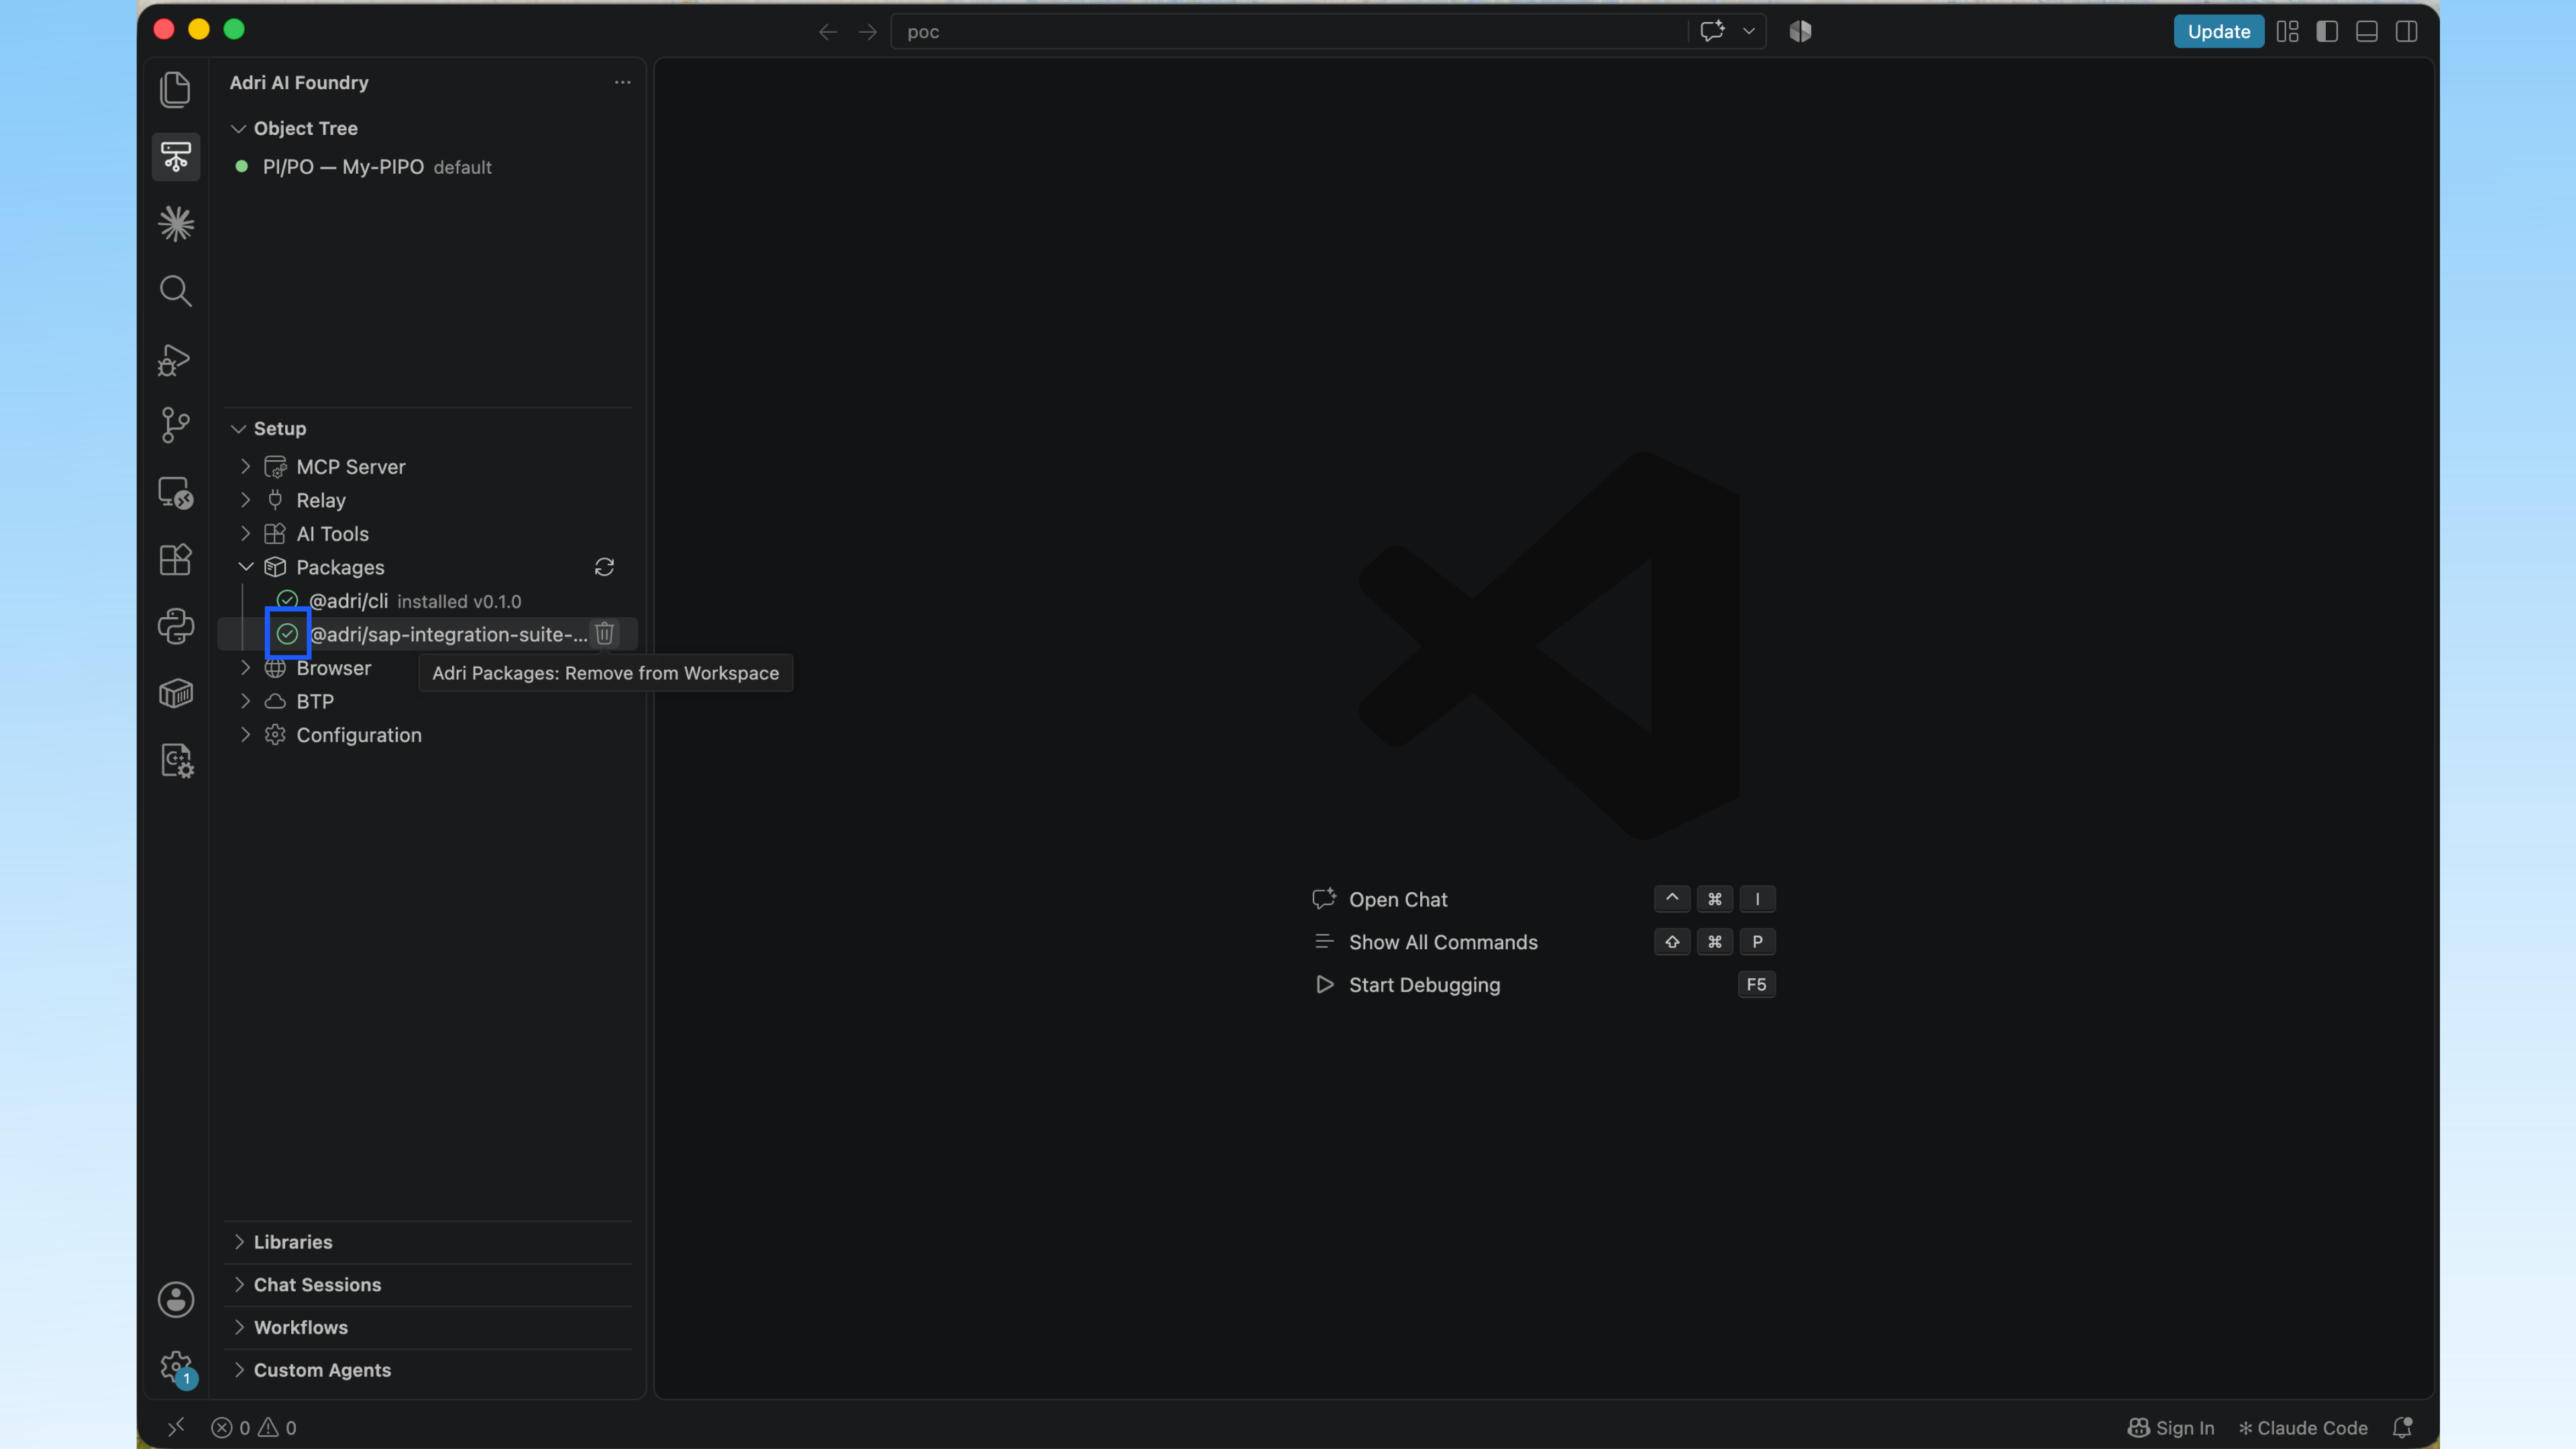 poc
Update
Adri AI Foundry
Object Tree
PI/PO — My-PIPO default
Setup
MCP Server
Relay
AI Tools
Packages
@adri/cli installed v0.1.0
@adri/sap-integration-suite-...
Browser
Adri Packages: Remove from Workspace
BTP
Configuration
Open Chat ^ ⌘ I
Show All Commands ⇧ ⌘ P
Start Debugging F5
Libraries
Chat Sessions
Workflows
Custom Agents
1
0 0
Sign In
Claude Code